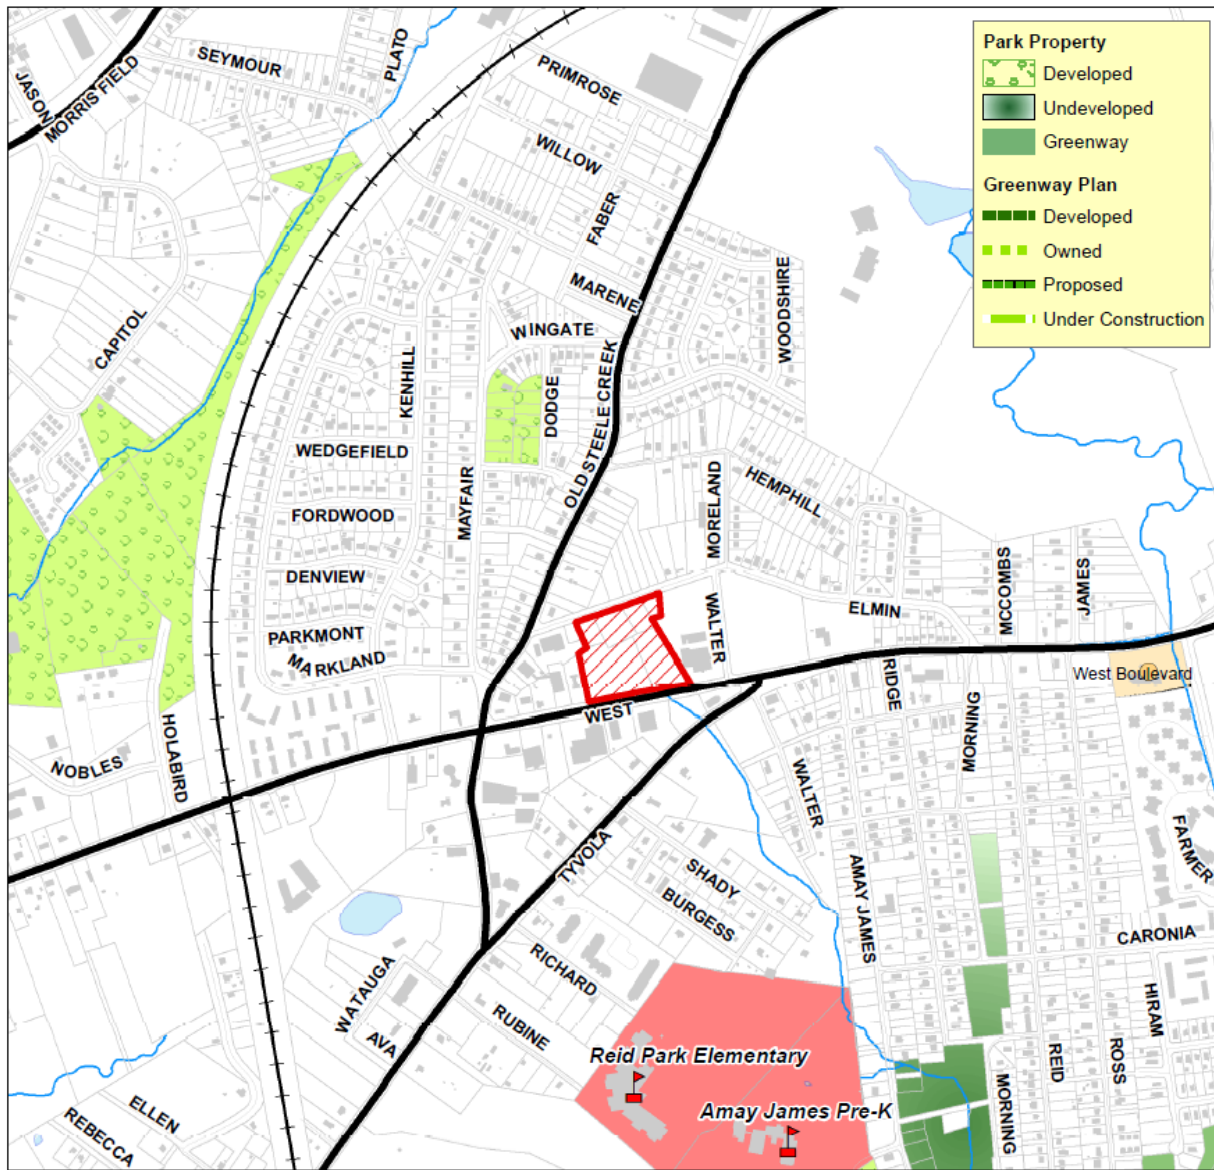 Park Property
Developed
Undeveloped
Greenway
Greenway Plan
Developed
Owned
Proposed
Under Construction
SEYMOUR
PLATO
JASON
MORRIS FIELD
PRIMROSE
WILLOW
FABER
MARENE
WINGATE
WOODSHIRE
CAPITOL
KENHILL
DODGE
OLD STEELE CREEK
WEDGEFIELD
MAYFAIR
MORELAND
HEMPHILL
FORDWOOD
DENVIEW
MCCOMBS
JAMES
ELMIN
WALTER
PARKMONT
MARKLAND
RIDGE
West Boulevard
WEST
MORNING
HOLABIRD
NOBLES
WALTER
TYVOLA
FARMER
SHADY
BURGESS
AMAY JAMES
CARONIA
RICHARD
WATAUGA
HIRAM
RUBINE
AVA
REID
ROSS
Reid Park Elementary
MORNING
ELLEN
REBECCA
Amay James Pre-K